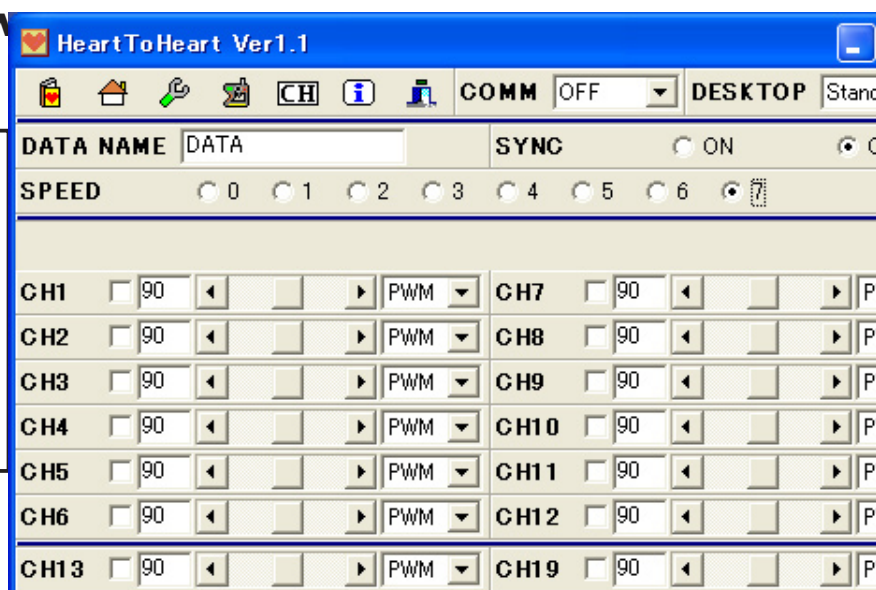 HeartToHeart Ver1.1
CH COMM OFF DESKTOP Stand
DATA NAME DATA SYNC ON
SPEED 0 1 2 3 4 5 6 7
CH1 90 PWM CH7 90 P
CH2 90 PWM CH8 90 P
CH3 90 PWM CH9 90 P
CH4 90 PWM CH10 90 P
CH5 90 PWM CH11 90 P
CH6 90 PWM CH12 90 P
CH13 90 PWM CH19 90 P